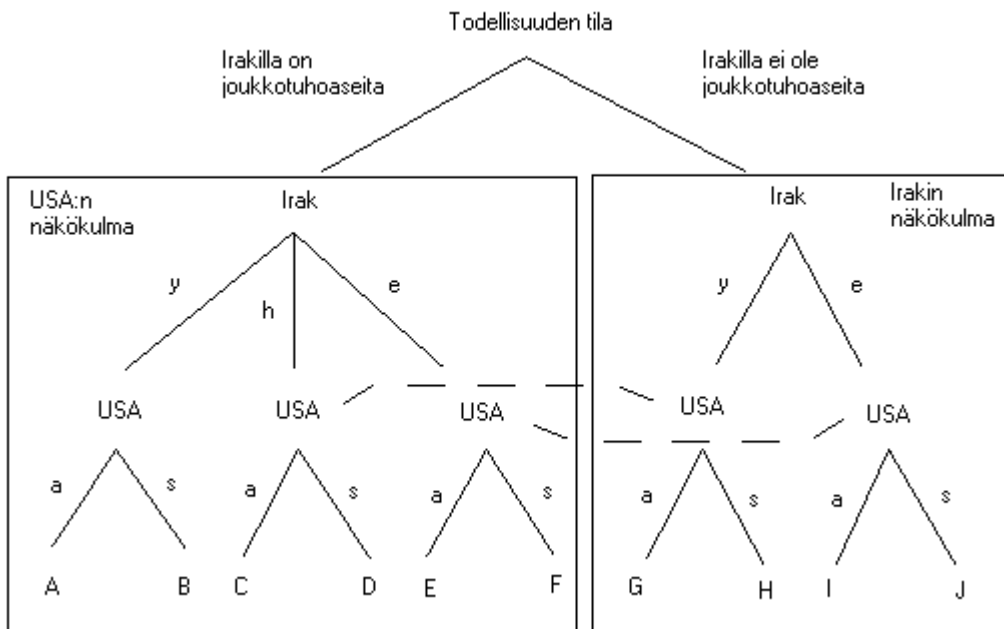 Todellisuuden tila
Irakilla on
joukkotuhoaseita
Irakilla ei ole
joukkotuhoaseita
USA:n
näkökulma
Irak
y
h
e
USA
USA
USA
a
s
a
s
a
s
A
B
C
D
E
F
Irak
Irakin
näkökulma
y
e
USA
USA
a
s
a
s
G
H
I
J